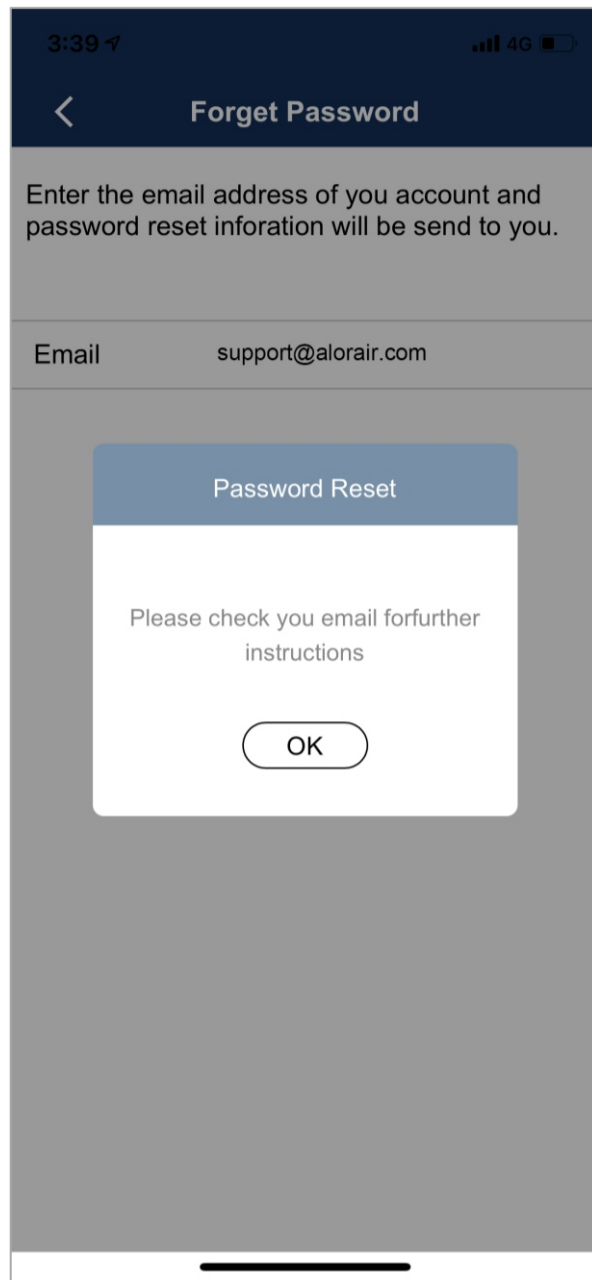 3:39 4G
Forget Password
Enter the email address of you account and
password reset inforation will be send to you.
Email support@alorair.com
Password Reset
Please check you email forfurther
instructions
OK